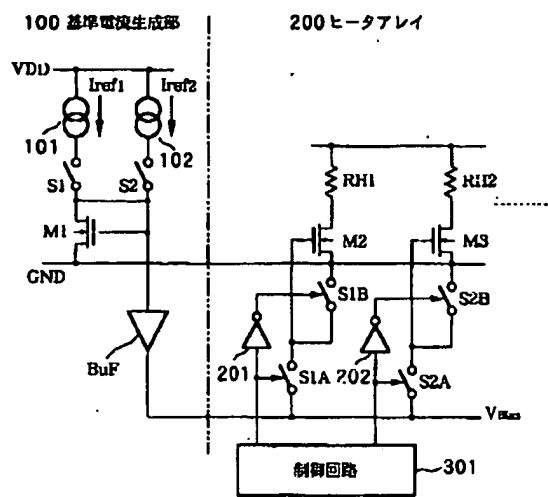 100 基準電流生成部
200 ヒータアレイ
VDD
Iref1
Iref2
101
102
S1
S2
RH1
RH2
M1
M2
M3
GND
S1B
S2B
BuF
201
S1A
202
S2A
VBias
制御回路
301